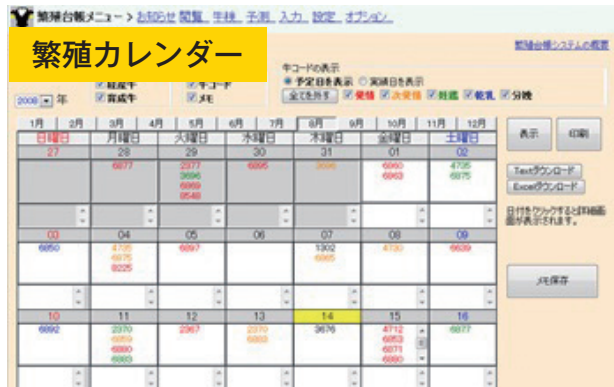 繁殖台帳メニュー> お知らせ 閲覧 牛検 予測 入力 設定 オプション
繁殖カレンダー
繁殖台帳システムの概要
牛コードの表示
予定日を表示 実績日を表示
経産牛 牛コード
2008 年 育成牛 メモ 全てを外す 発情 次発情 妊鑑 乾乳 分娩
1月 2月 3月 4月 5月 6月 7月 8月 9月 10月 11月 12月
表示 印刷
日曜日 月曜日 火曜日 水曜日 木曜日 金曜日 土曜日
27 28 29 30 31 01 02
6877 2377 6895 3696 6860 4735
3696 6863 6875
6869
8548
Textダウンロード
Excelダウンロード
日付をクリックすると詳細画面が表示されます。
03 04 05 06 07 08 09
6850 4735 6897 1302 4730 6639
6875 6865
8225
メモ保存
10 11 12 13 14 15 16
6892 2370 2367 2370 3676 4712 6877
6859 6883 6853
6880 6871
6883 6880